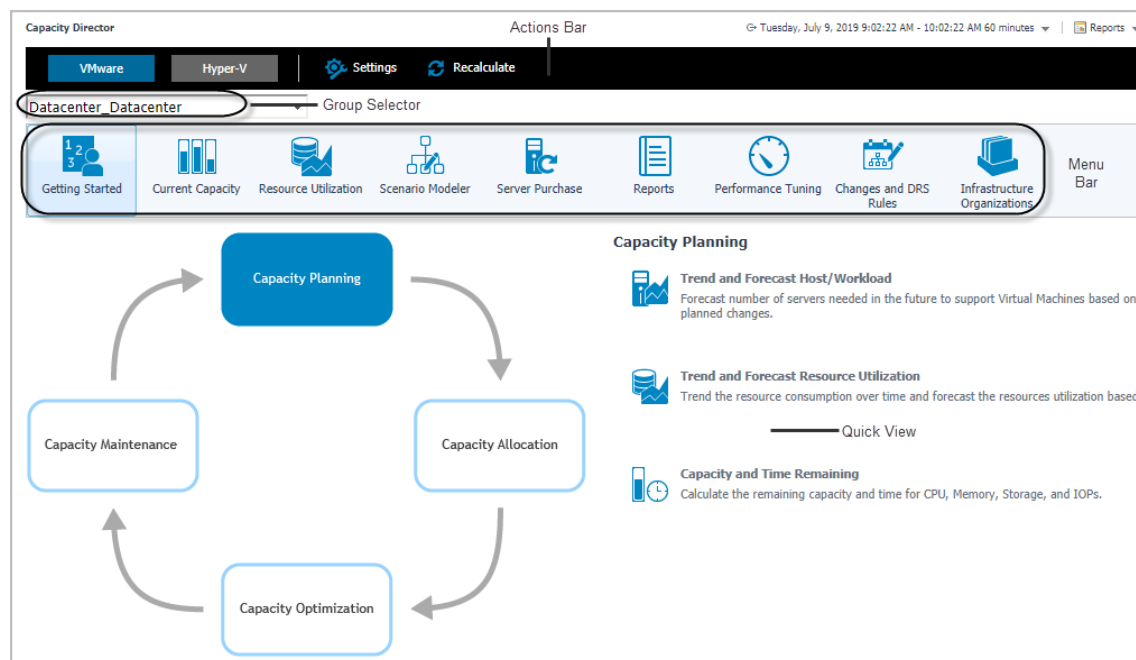 Capacity Director
Actions Bar
Tuesday, July 9, 2019 9:02:22 AM - 10:02:22 AM 60 minutes
Reports
VMware
Hyper-V
Settings
Recalculate
Datacenter_Datacenter
Group Selector
1 2 3
Getting Started
Current Capacity
Resource Utilization
Scenario Modeler
Server Purchase
Reports
Performance Tuning
Changes and DRS
Rules
Infrastructure
Organizations
Menu
Bar
Capacity Planning
Capacity Allocation
Capacity Optimization
Capacity Maintenance
Capacity Planning
Trend and Forecast Host/Workload
Forecast number of servers needed in the future to support Virtual Machines based on
planned changes.
Trend and Forecast Resource Utilization
Trend the resource consumption over time and forecast the resources utilization based
Quick View
Capacity and Time Remaining
Calculate the remaining capacity and time for CPU, Memory, Storage, and IOPs.